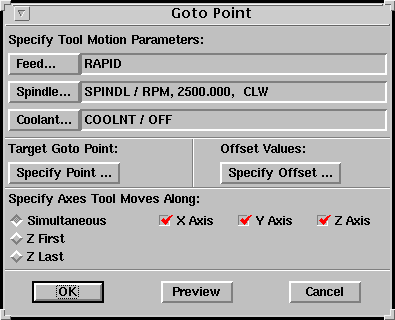 Goto Point
Specify Tool Motion Parameters:
Feed... RAPID
Spindle... SPINDL / RPM, 2500.000, CLW
Coolant... COOLNT / OFF
Target Goto Point: Offset Values:
Specify Point ... Specify Offset ...
Specify Axes Tool Moves Along:
Simultaneous X Axis Y Axis Z Axis
Z First
Z Last
OK Preview Cancel